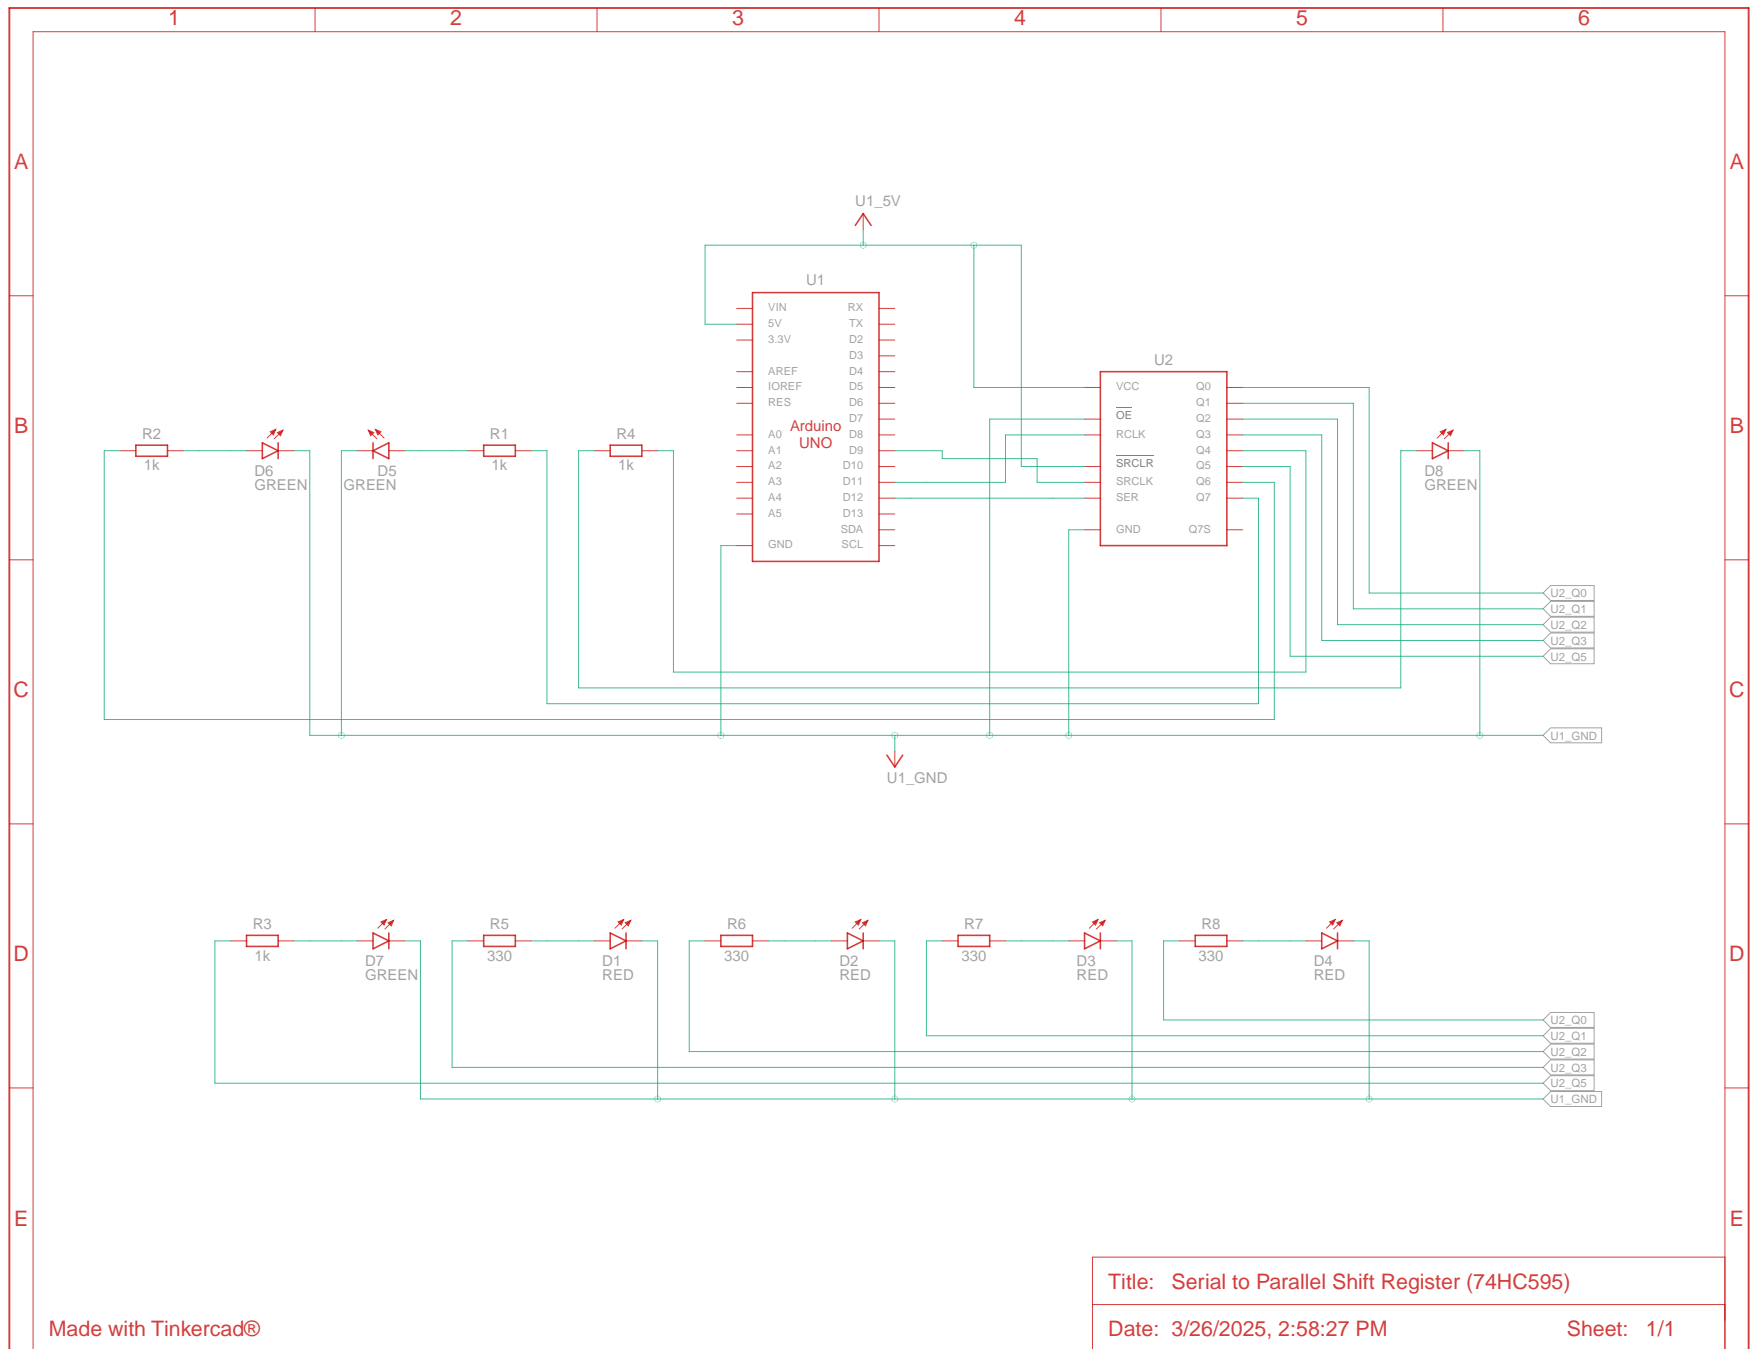 1 2 3 4 5 6
A A
U1_5V
U1
VIN RX
5V TX
3.3V D2
D3
AREF D4
IOREF D5
RES D6
D7
A0 D8
A1 D9
A2 D10
A3 D11
A4 D12
A5 D13
SDA
GND SCL
Arduino
UNO
U2
VCC Q0
Q1
OE Q2
RCLK Q3
Q4
SRCLR Q5
SRCLK Q6
SER Q7
GND Q7S
B B
R2
1k
D6
GREEN
D5
GREEN
R1
1k
R4
1k
D8
GREEN
U2_Q0
U2_Q1
U2_Q2
U2_Q3
U2_Q5
C C
U1_GND
U1_GND
D D
R3
1k
D7
GREEN
R5
330
D1
RED
R6
330
D2
RED
R7
330
D3
RED
R8
330
D4
RED
U2_Q0
U2_Q1
U2_Q2
U2_Q3
U2_Q5
U1_GND
E E
Title: Serial to Parallel Shift Register (74HC595)
Made with Tinkercad®
Date: 3/26/2025, 2:58:27 PM Sheet: 1/1